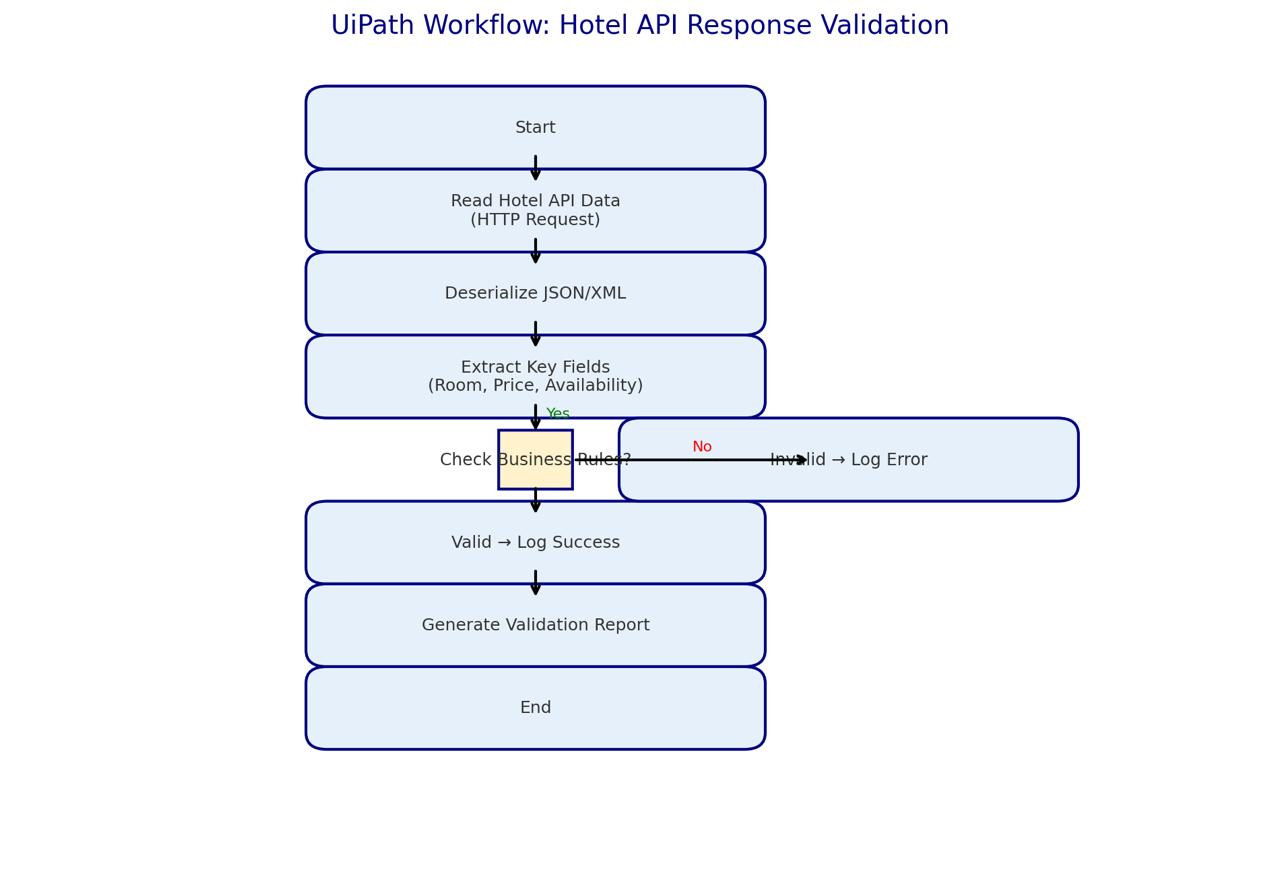 UiPath Workflow: Hotel API Response Validation
Start
Read Hotel API Data
(HTTP Request)
Deserialize JSON/XML
Extract Key Fields
(Room, Price, Availability)
Yes
Check Business Rules?
No
Invalid → Log Error
Valid → Log Success
Generate Validation Report
End